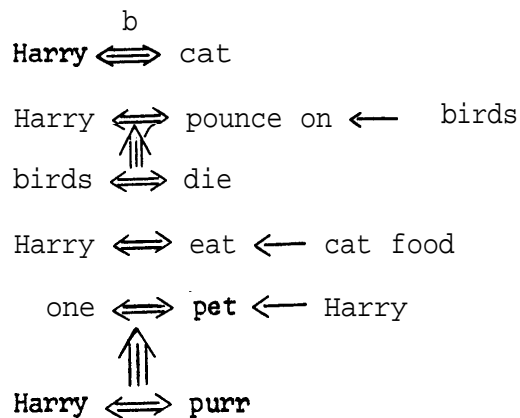 b
Harry cat
Harry pounce on birds
birds die
Harry eat cat food
one pet Harry
Harry purr